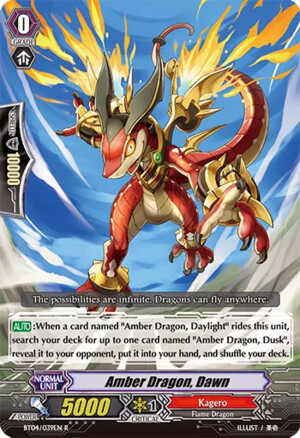 0
GRADE
SHIELD
10000
The possibilities are infinite. Dragons can fly anywhere.
AUTO:When a card named "Amber Dragon, Daylight" rides this unit,
search your deck for up to one card named "Amber Dragon, Dusk",
reveal it to your opponent, put it into your hand, and shuffle your deck.
NORMAL
UNIT
Amber Dragon, Dawn
POWER
5000
1
CRITICAL
Kagero
Flame Dragon
BT04/039EN R
ILLUST / 茶壱